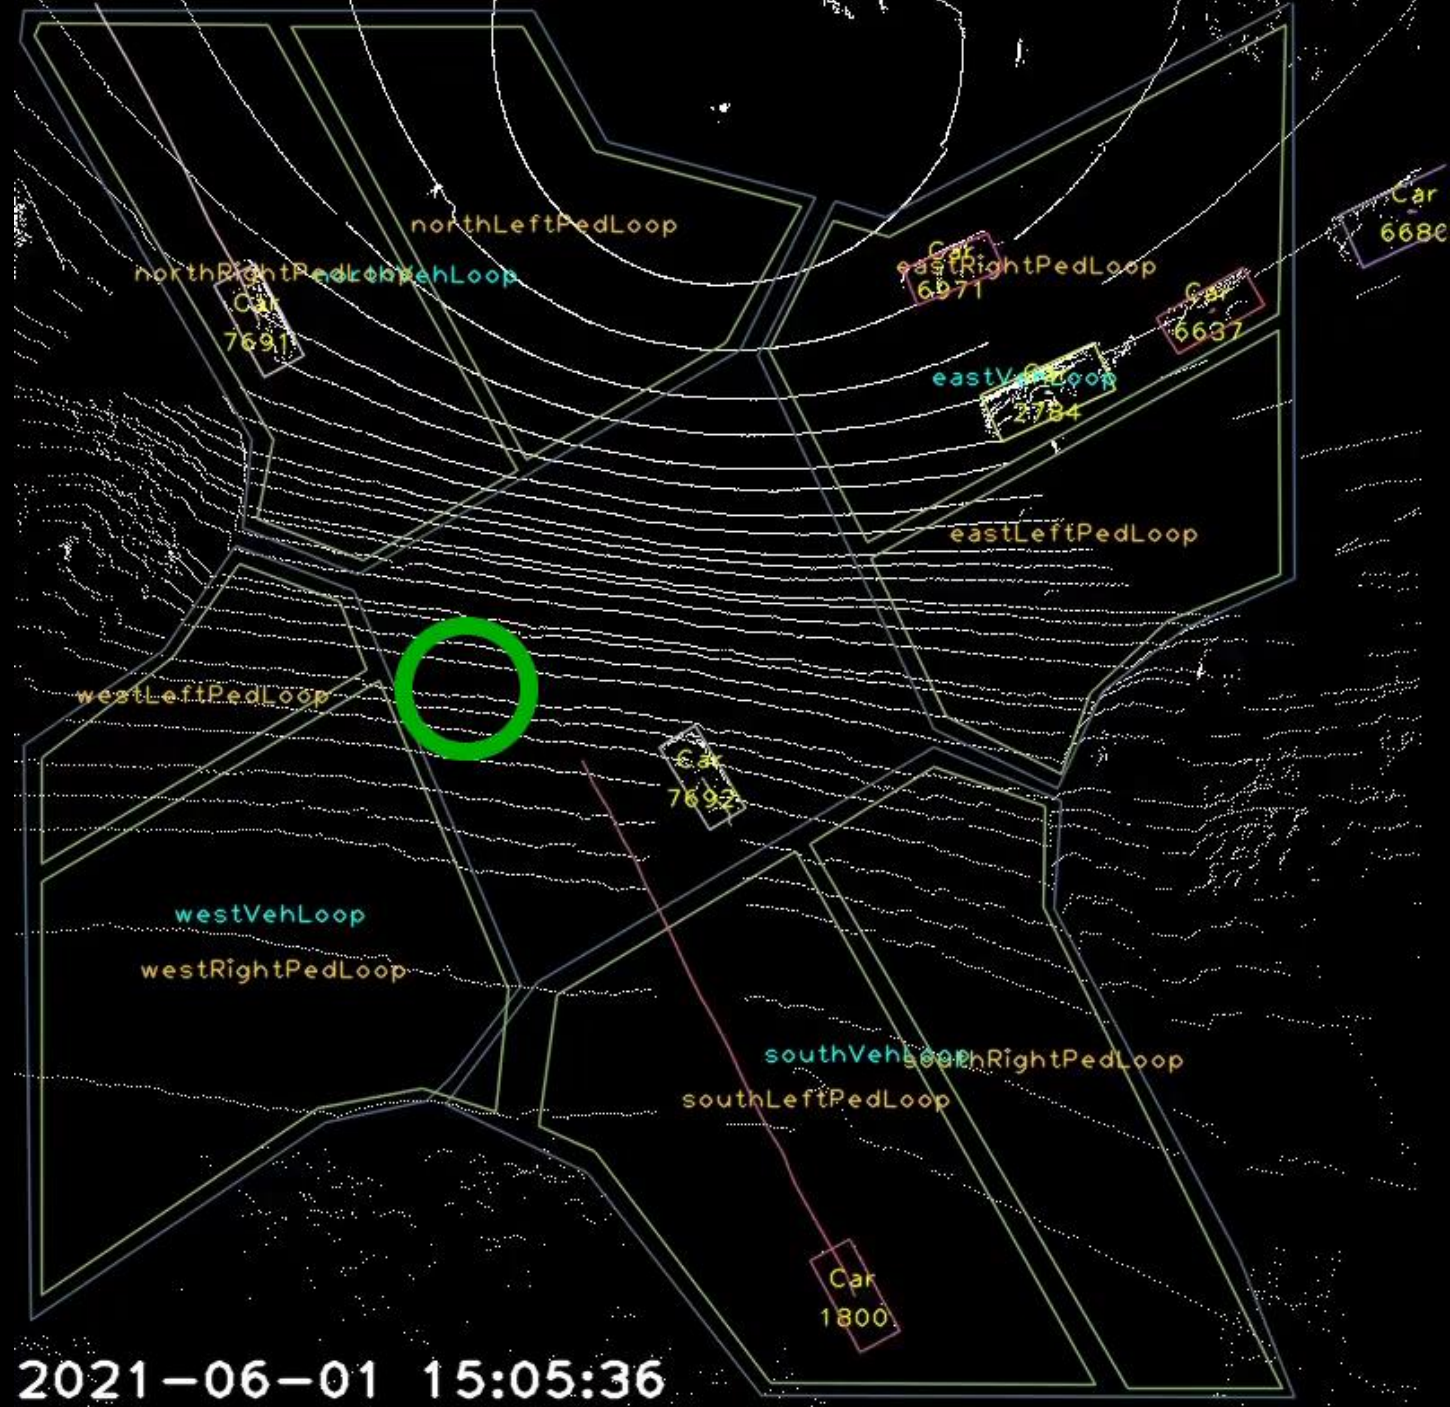 Car
6680
northLeftPedLoop
Car
eastRightPedLoop
6971
northRightPedLoop
northVehLoop
Car
7691
Car
6637
eastVehLoop
2784
eastLeftPedLoop
westLeftPedLoop
Car
7692
westVehLoop
westRightPedLoop
southVehLoop
southRightPedLoop
southLeftPedLoop
Car
1800
2021-06-01 15:05:36